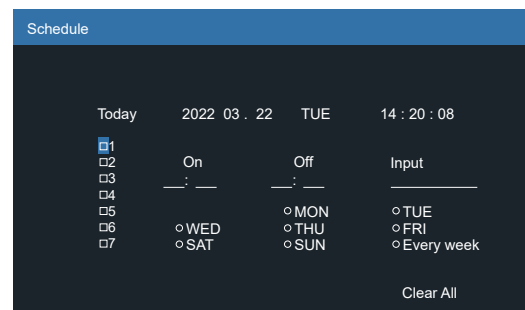 Schedule
Today 2022 03 . 22 TUE 14 : 20 : 08
1
2 On Off Input
3 __: __ __: __ ________
4
5 MON TUE
6 WED THU FRI
7 SAT SUN Every week
Clear All